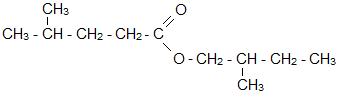 CH₃ O
CH₃ - CH - CH₂ - CH₂ - C
O - CH₂ - CH - CH₂ - CH₃
CH₃